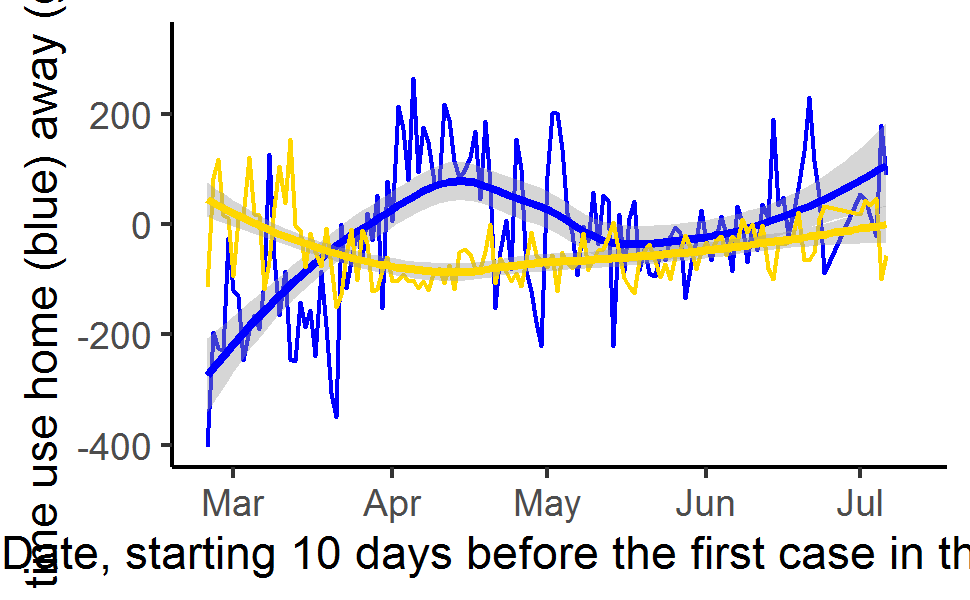 time use home (blue) away (
200
0
-200
-400
Mar Apr May Jun Jul
Date, starting 10 days before the first case in th